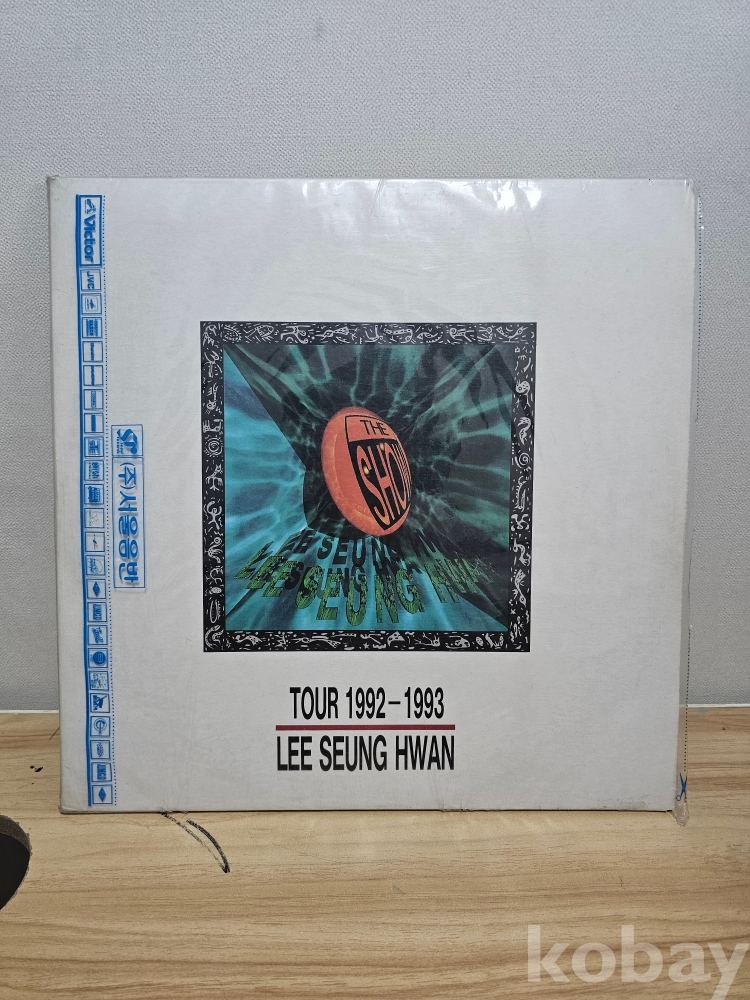 Victor
JVC
(주)서울음반
THE
SHOW
LEE SEUNG HWAN
TOUR 1992-1993
LEE SEUNG HWAN
kobay